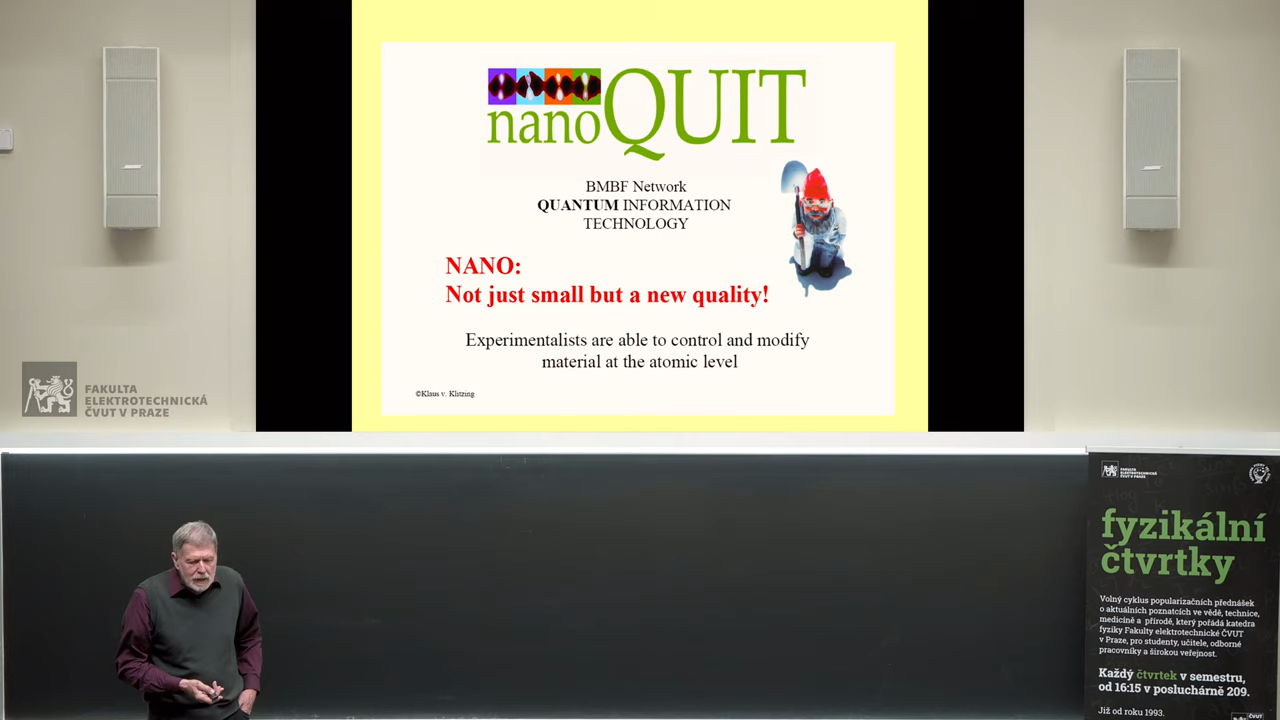 nanoQUIT
BMBF Network
QUANTUM INFORMATION
TECHNOLOGY
NANO:
Not just small but a new quality!
Experimentalists are able to control and modify
material at the atomic level
©Klaus v. Klitzing
FAKULTA
ELEKTROTECHNICKÁ
ČVUT V PRAZE
FAKULTA
ELEKTROTECHNICKÁ
ČVUT V PRAZE
fyzikální
čtvrtky
Volný cyklus popularizačních přednášek
o aktuálních poznatcích ve vědě, technice,
medicíně a přírodě, který pořádá katedra
fyziky Fakulty elektrotechnické ČVUT
v Praze, pro studenty, učitele, odborné
pracovníky a širokou veřejnost.
Každý čtvrtek v semestru,
od 16:15 v posluchárně 209.
Již od roku 1993.